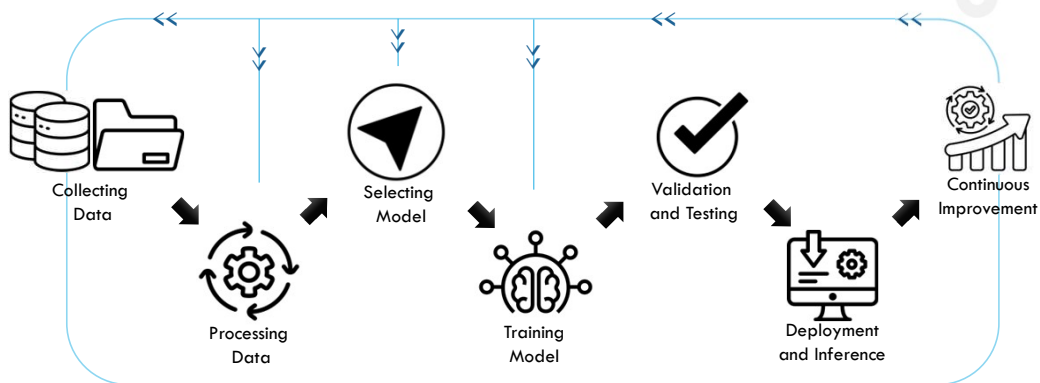 Collecting
Data
Processing
Data
Selecting
Model
Training
Model
Validation
and Testing
Deployment
and Inference
Continuous
Improvement